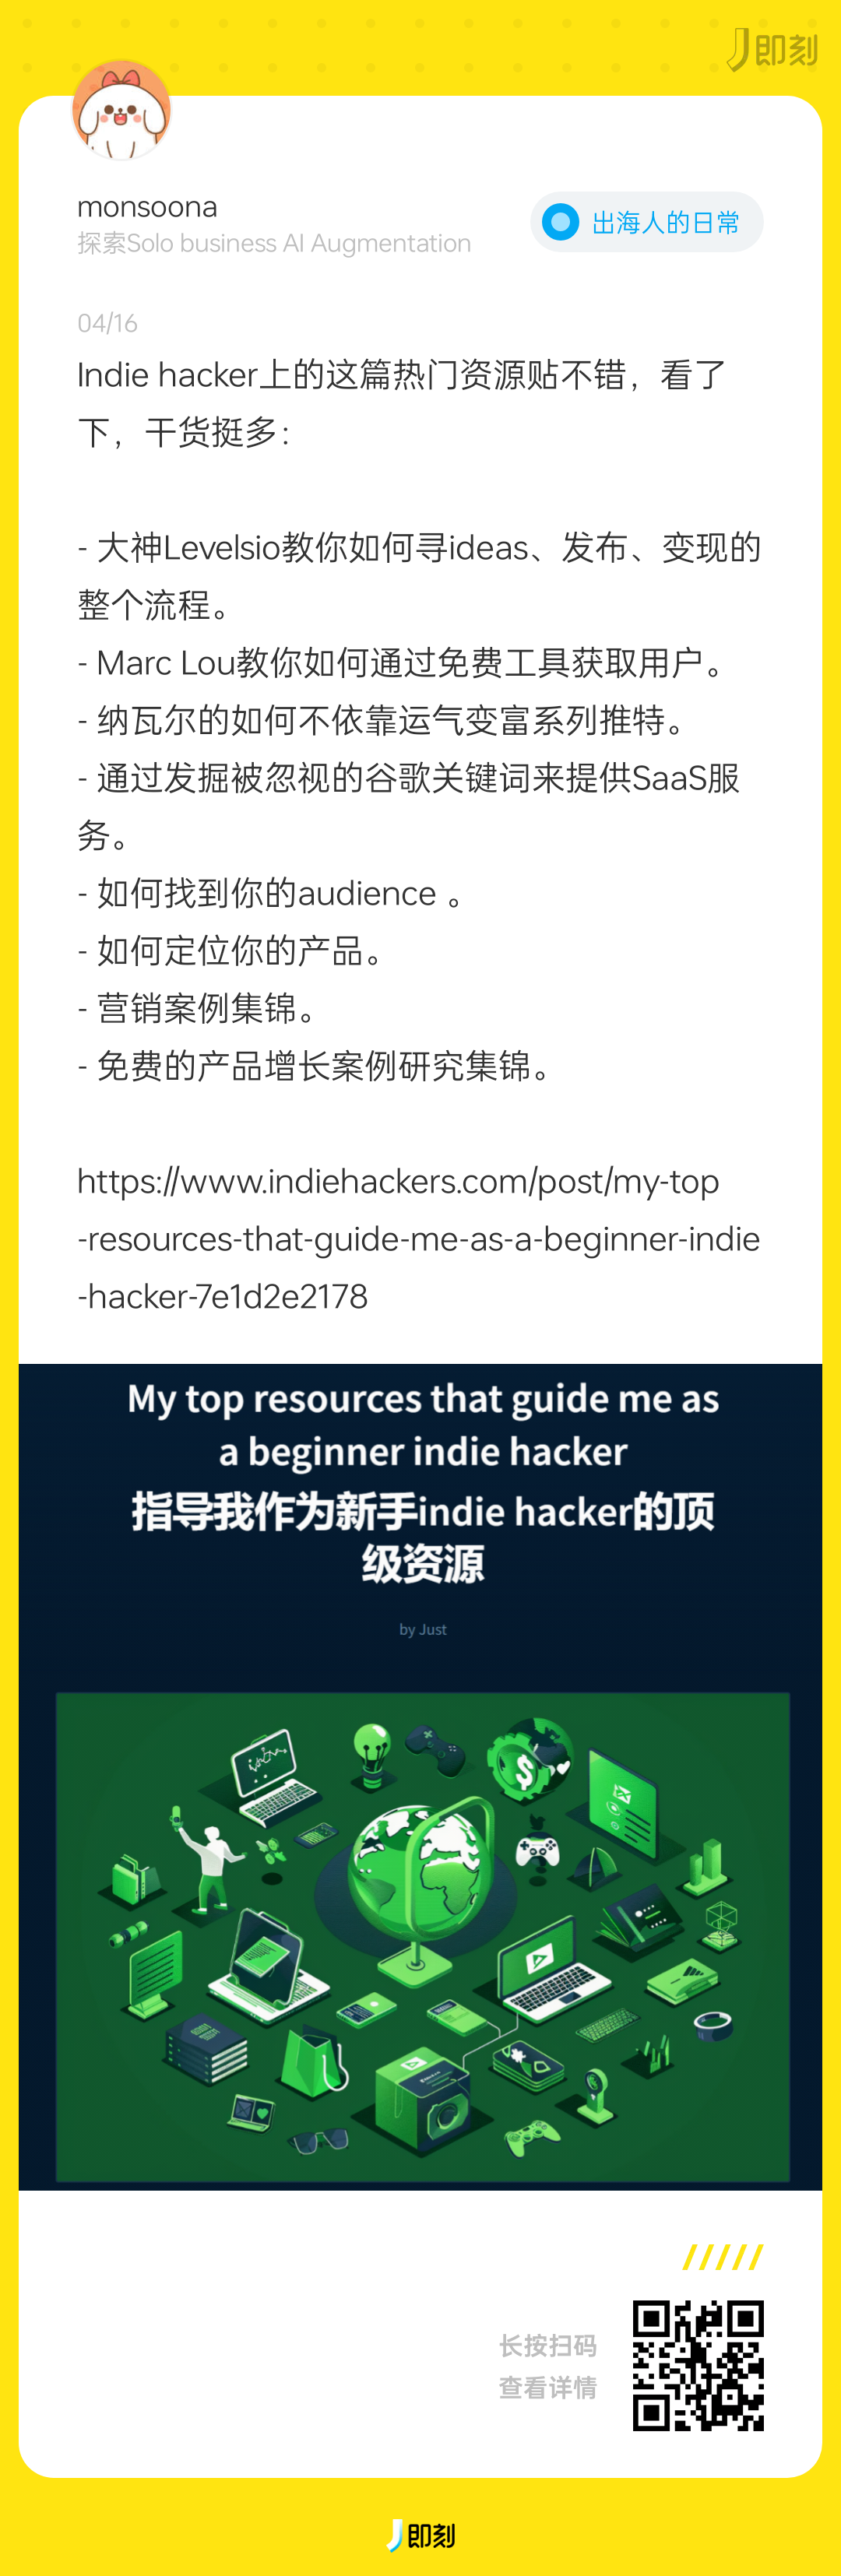 即刻
monsoona
探索Solo business AI Augmentation
出海人的日常
04/16
Indie hacker上的这篇热门资源贴不错，看了
下，干货挺多：
- 大神Levelsio教你如何寻ideas、发布、变现的
整个流程。
- Marc Lou教你如何通过免费工具获取用户。
- 纳瓦尔的如何不依靠运气变富系列推特。
- 通过发掘被忽视的谷歌关键词来提供SaaS服
务。
- 如何找到你的audience 。
- 如何定位你的产品。
- 营销案例集锦。
- 免费的产品增长案例研究集锦。
https://www.indiehackers.com/post/my-top
-resources-that-guide-me-as-a-beginner-indie
-hacker-7e1d2e2178
My top resources that guide me as
a beginner indie hacker
指导我作为新手indie hacker的顶
级资源
by Just
长按扫码
查看详情
即刻